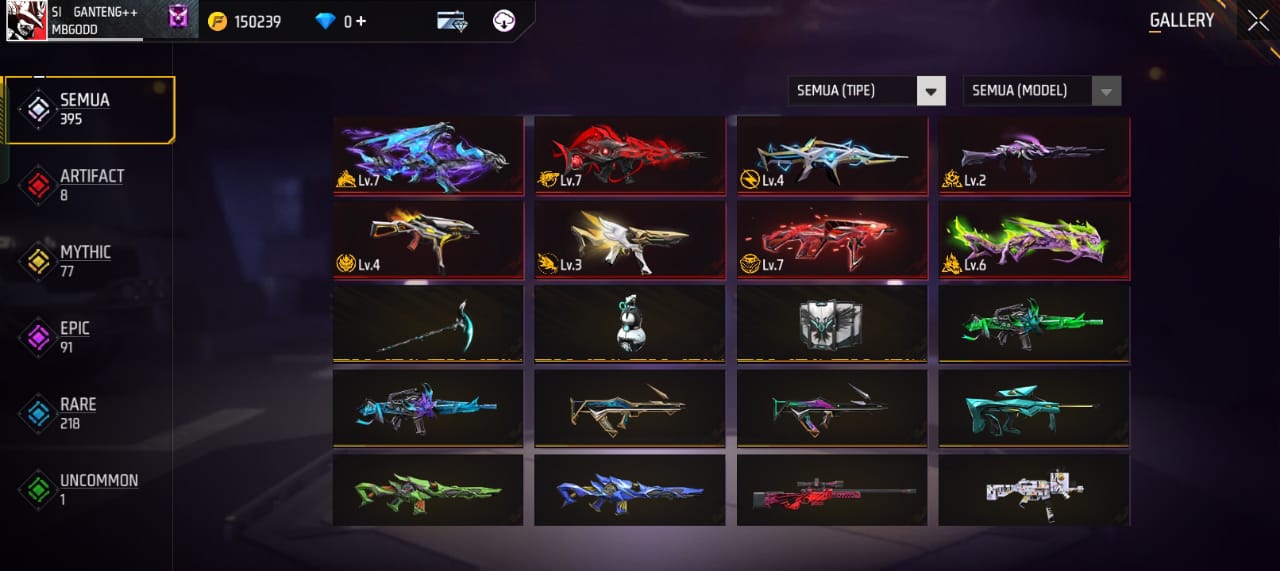 SI GANTENG++
MBGODD
150239
0 +
GALLERY
SEMUA
395
SEMUA (TIPE)
SEMUA (MODEL)
ARTIFACT
8
MYTHIC
77
EPIC
91
RARE
218
UNCOMMON
1
Lv.7
Lv.7
Lv.4
Lv.2
Lv.4
Lv.3
Lv.7
Lv.6